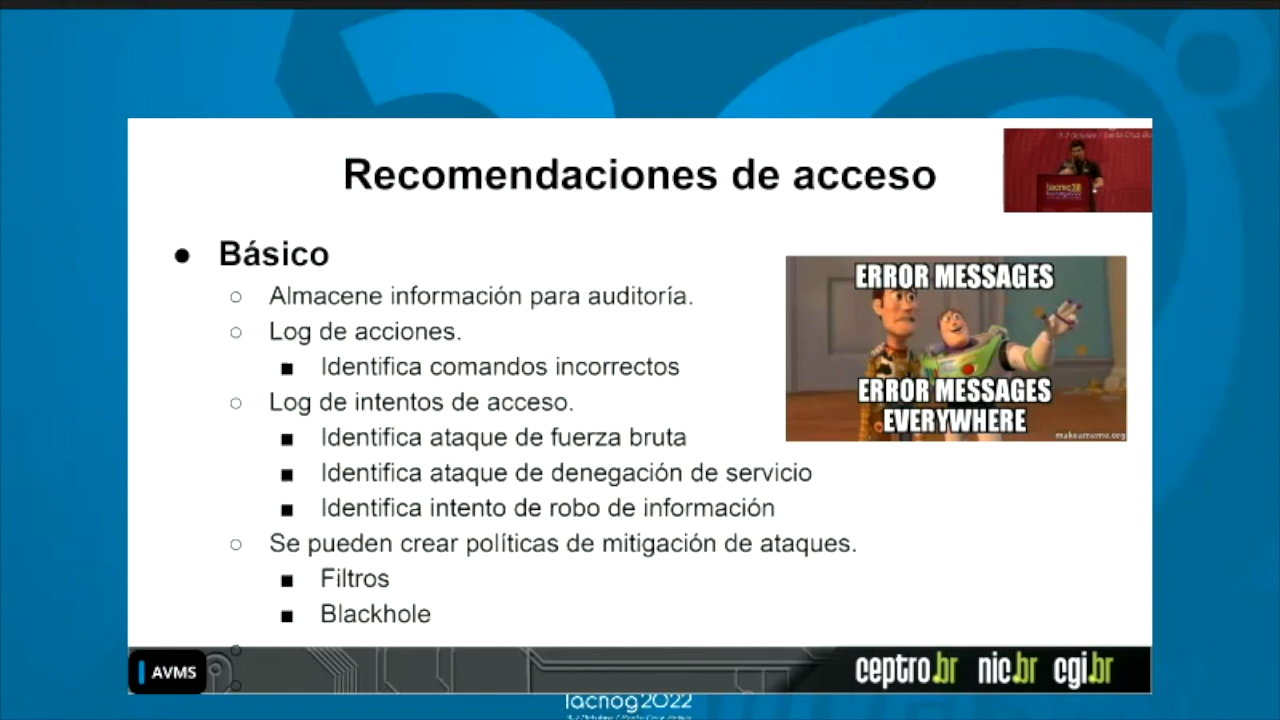 Recomendaciones de acceso
● Básico
○ Almacene información para auditoría.
○ Log de acciones.
■ Identifica comandos incorrectos
○ Log de intentos de acceso.
■ Identifica ataque de fuerza bruta
■ Identifica ataque de denegación de servicio
■ Identifica intento de robo de información
○ Se pueden crear políticas de mitigación de ataques.
■ Filtros
■ Blackhole
ERROR MESSAGES
ERROR MESSAGES
EVERYWHERE
makeameme.org
AVMS
ceptro.br nic.br cgi.br
lacnog2022